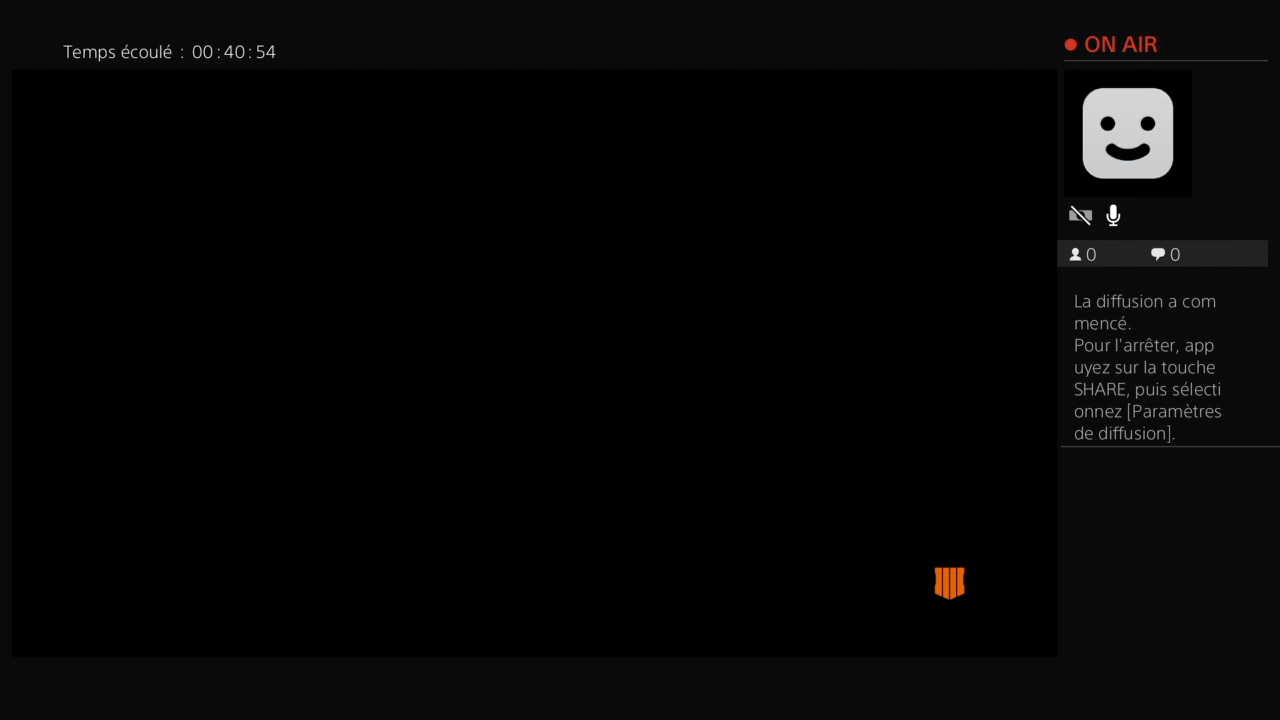 Temps écoulé : 00:40:54
ON AIR
0
0
La diffusion a com
mencé.
Pour l'arrêter, app
uyez sur la touche
SHARE, puis sélecti
onnez [Paramètres
de diffusion].